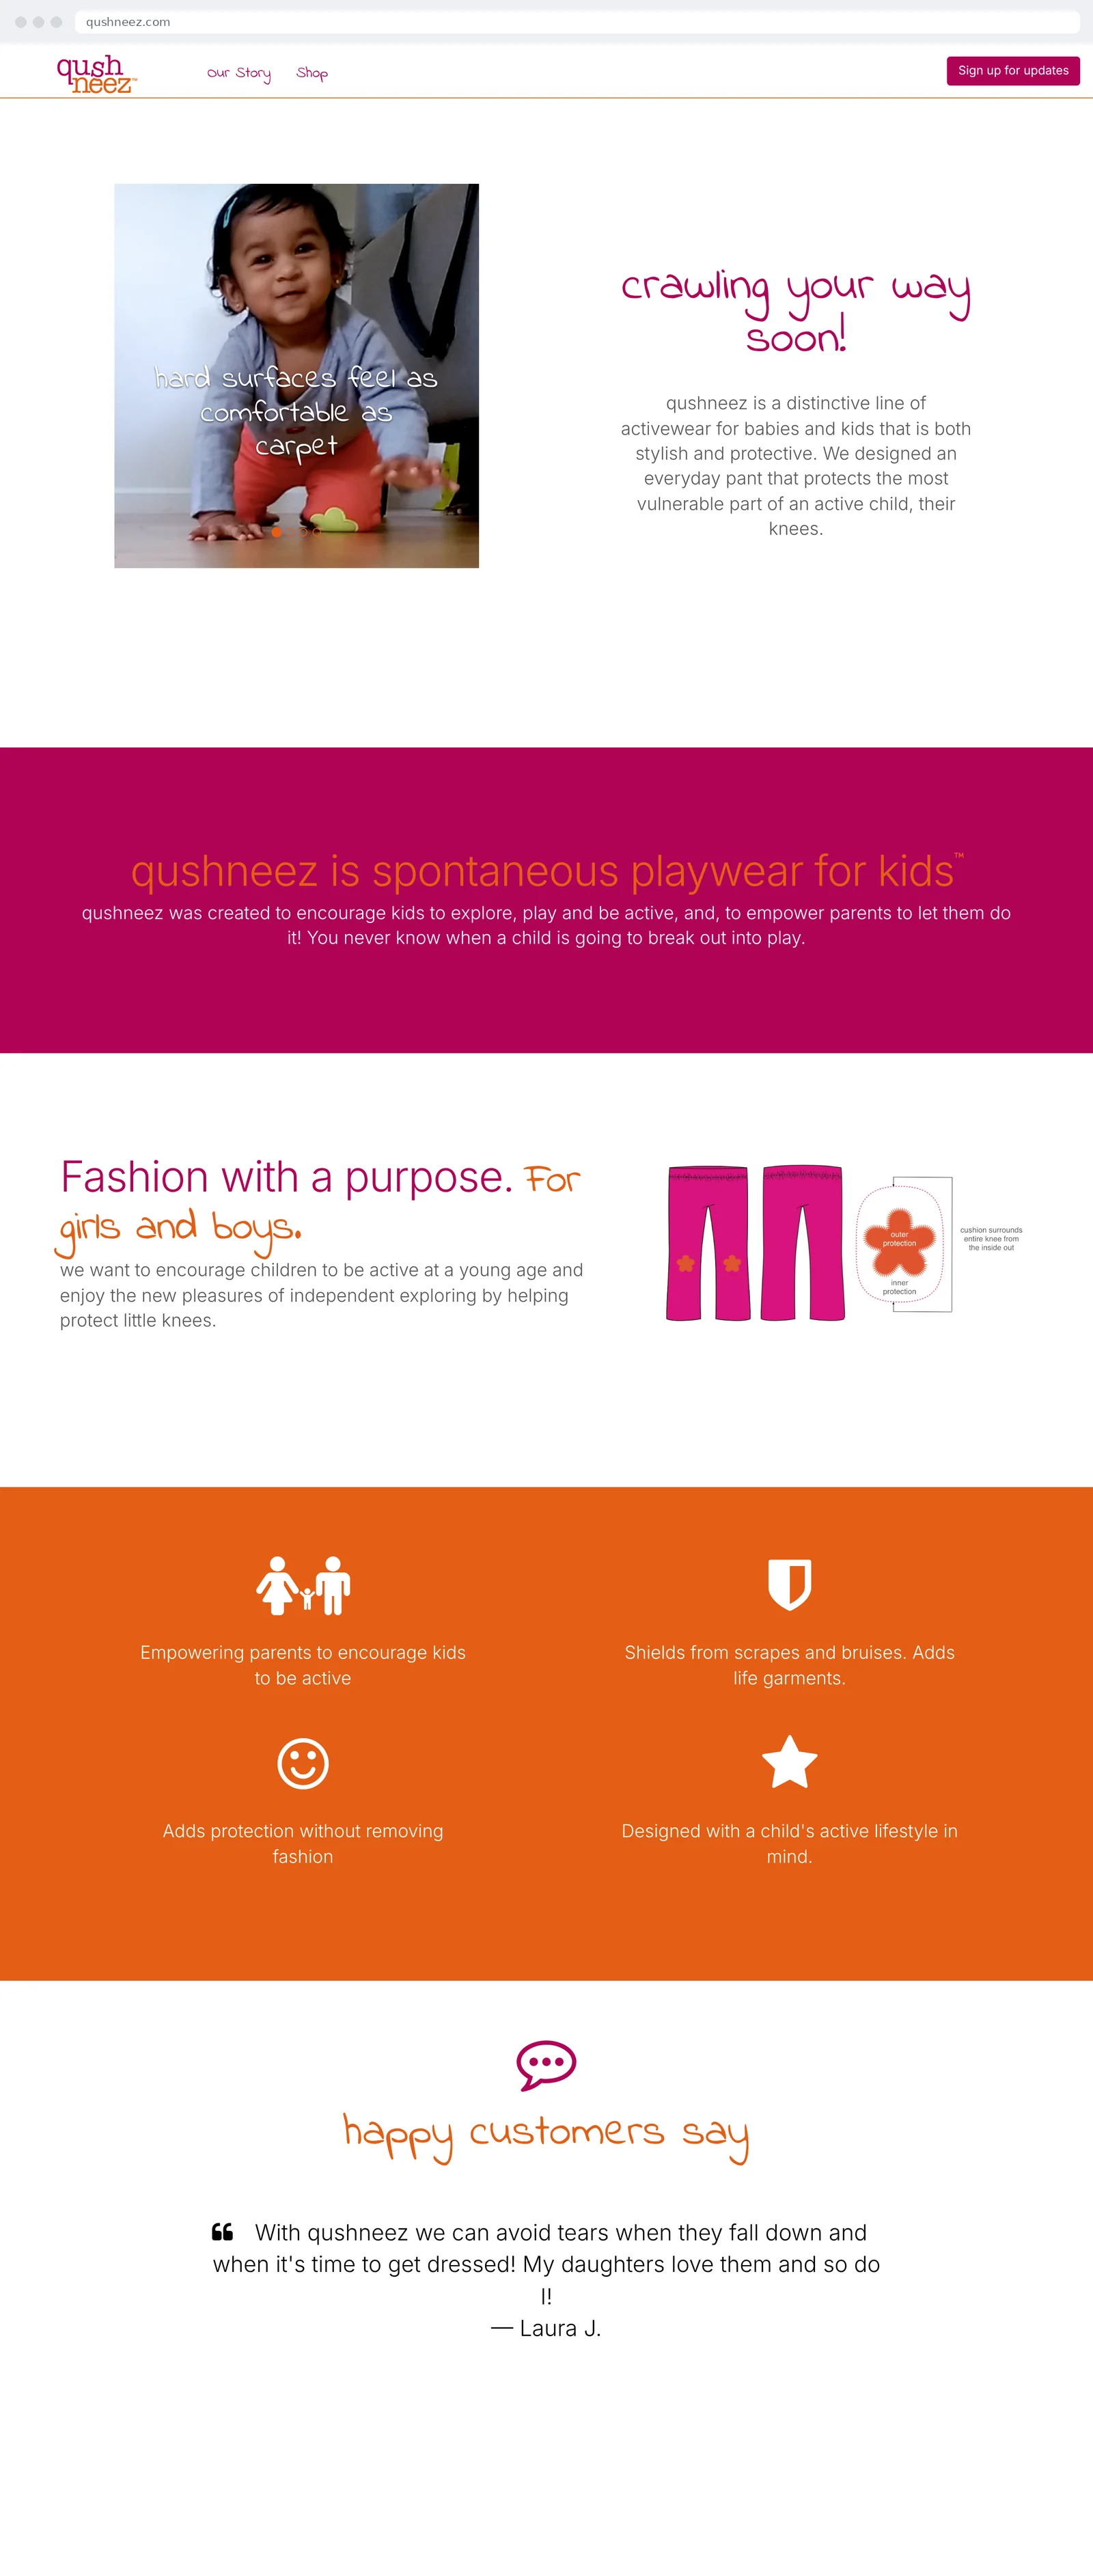 qushneez.com
qush
neez™
Our Story
Shop
Sign up for updates
hard surfaces feel as
comfortable as
carpet
crawling your way
soon!
qushneez is a distinctive line of
activewear for babies and kids that is both
stylish and protective. We designed an
everyday pant that protects the most
vulnerable part of an active child, their
knees.
qushneez is spontaneous playwear for kids™
qushneez was created to encourage kids to explore, play and be active, and, to empower parents to let them do
it! You never know when a child is going to break out into play.
Fashion with a purpose. For
girls and boys.
we want to encourage children to be active at a young age and
enjoy the new pleasures of independent exploring by helping
protect little knees.
outer
protection
inner
protection
cushion surrounds
entire knee from
the inside out
Empowering parents to encourage kids
to be active
Shields from scrapes and bruises. Adds
life garments.
Adds protection without removing
fashion
Designed with a child's active lifestyle in
mind.
happy customers say
❝ With qushneez we can avoid tears when they fall down and
when it's time to get dressed! My daughters love them and so do
I!
— Laura J.